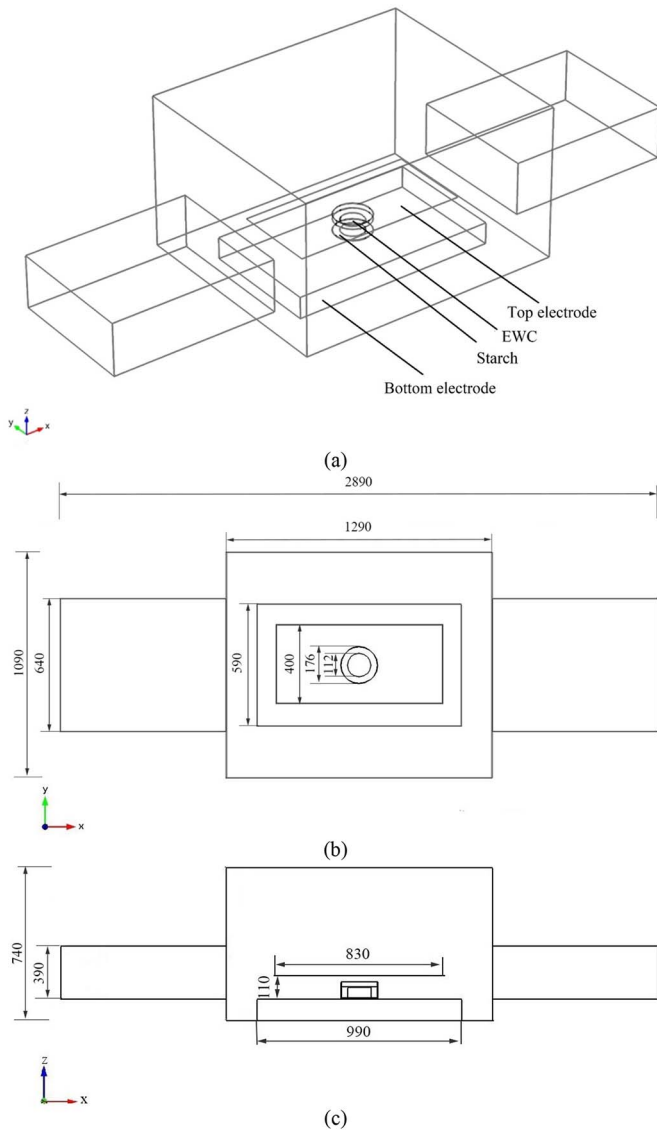 Top electrode
EWC
Starch
Bottom electrode
z
y
x
(a)
2890
1290
1090
640
590
400
176
112
y
x
(b)
740
390
830
110
990
z
x
(c)